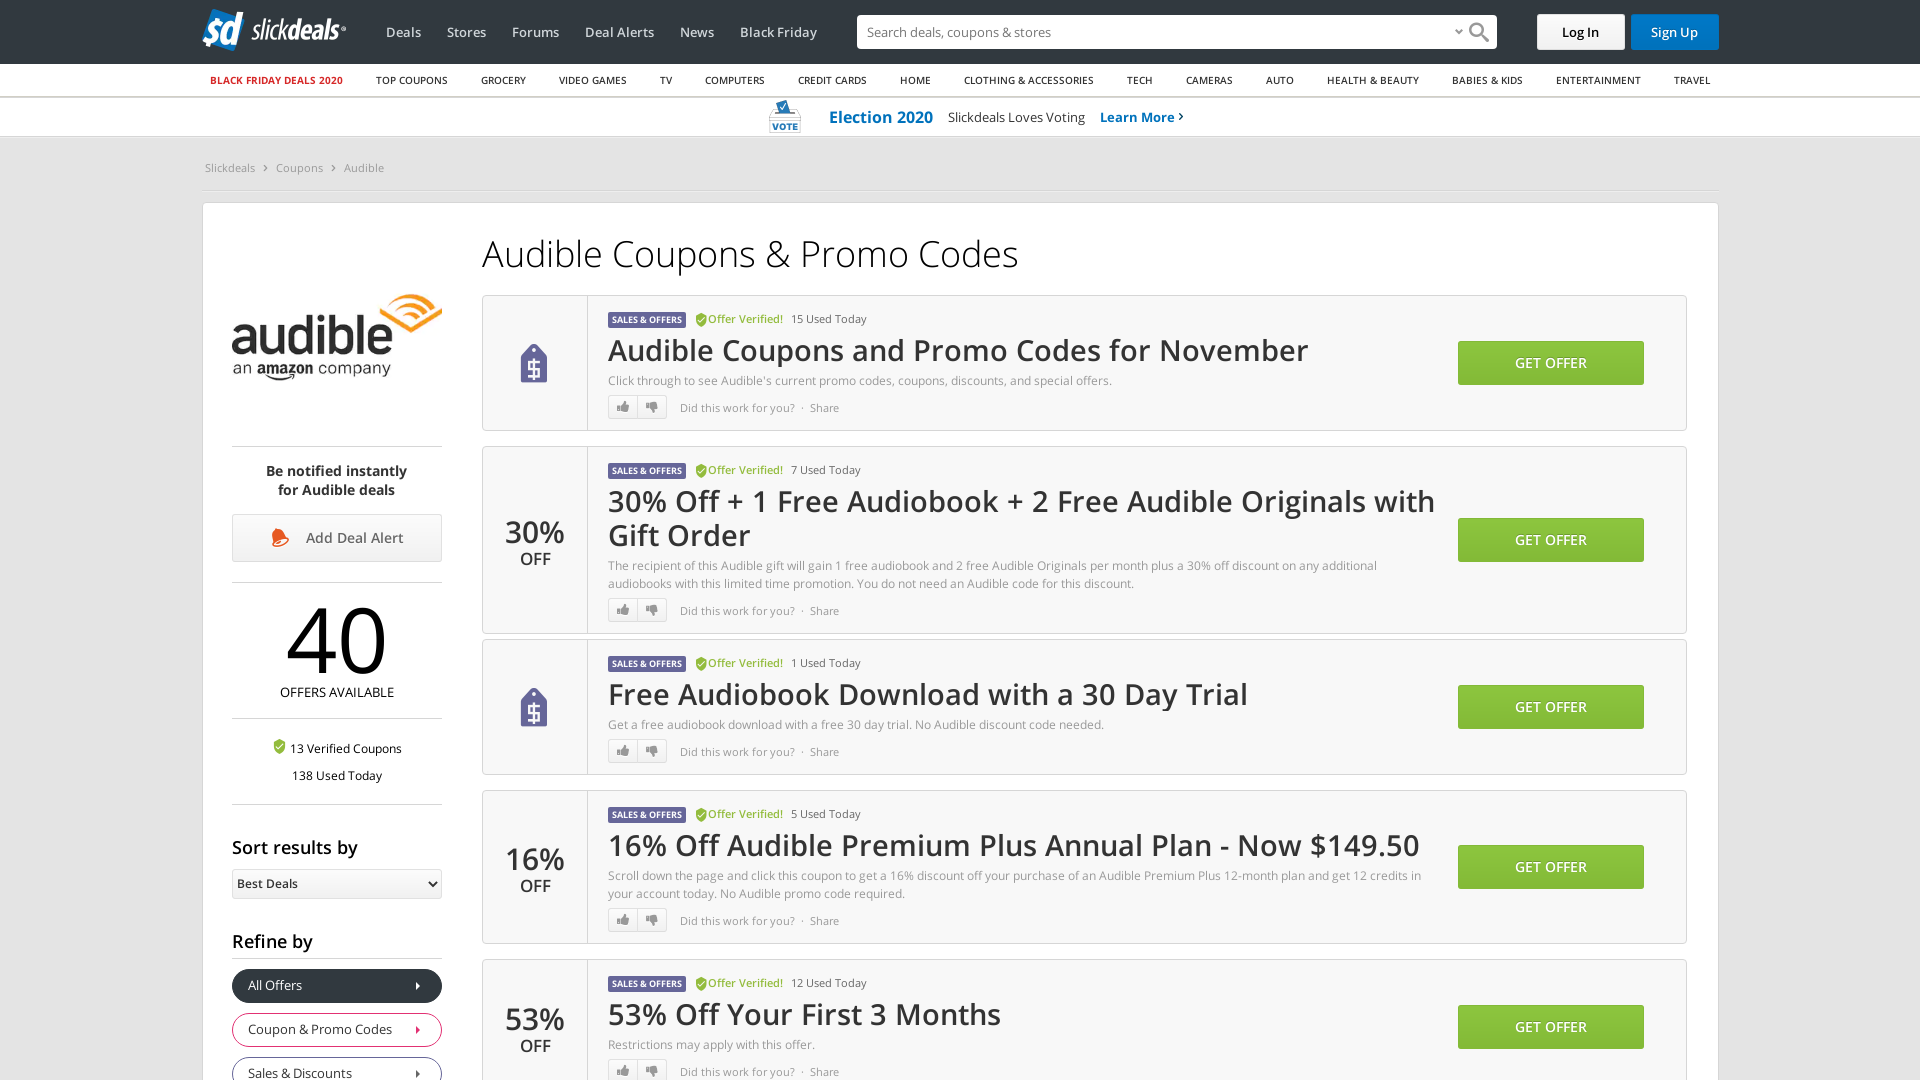 sd slickdeals
Deals
Stores
Forums
Deal Alerts
News
Black Friday
Search deals, coupons & stores
Log In
Sign Up
BLACK FRIDAY DEALS 2020
TOP COUPONS
GROCERY
VIDEO GAMES
TV
COMPUTERS
CREDIT CARDS
HOME
CLOTHING & ACCESSORIES
TECH
CAMERAS
AUTO
HEALTH & BEAUTY
BABIES & KIDS
ENTERTAINMENT
TRAVEL
VOTE
Election 2020 Slickdeals Loves Voting Learn More
Slickdeals
Coupons
Audible
audible
an amazon company
Be notified instantly
for Audible deals
Add Deal Alert
40
OFFERS AVAILABLE
13 Verified Coupons
138 Used Today
Sort results by
Best Deals
Refine by
All Offers
Coupon & Promo Codes
Sales & Discounts
Audible Coupons & Promo Codes
SALES & OFFERS Offer Verified! 15 Used Today
Audible Coupons and Promo Codes for November
Click through to see Audible's current promo codes, coupons, discounts, and special offers.
Did this work for you? · Share
GET OFFER
30%
OFF
SALES & OFFERS Offer Verified! 7 Used Today
30% Off + 1 Free Audiobook + 2 Free Audible Originals with
Gift Order
The recipient of this Audible gift will gain 1 free audiobook and 2 free Audible Originals per month plus a 30% off discount on any additional
audiobooks with this limited time promotion. You do not need an Audible code for this discount.
Did this work for you? · Share
GET OFFER
$
SALES & OFFERS Offer Verified! 1 Used Today
Free Audiobook Download with a 30 Day Trial
Get a free audiobook download with a free 30 day trial. No Audible discount code needed.
Did this work for you? · Share
GET OFFER
16%
OFF
SALES & OFFERS Offer Verified! 5 Used Today
16% Off Audible Premium Plus Annual Plan - Now $149.50
Scroll down the page and click this coupon to get a 16% discount off your purchase of an Audible Premium Plus 12-month plan and get 12 credits in
your account today. No Audible promo code required.
Did this work for you? · Share
GET OFFER
53%
OFF
SALES & OFFERS Offer Verified! 12 Used Today
53% Off Your First 3 Months
Restrictions may apply with this offer.
Did this work for you? · Share
GET OFFER